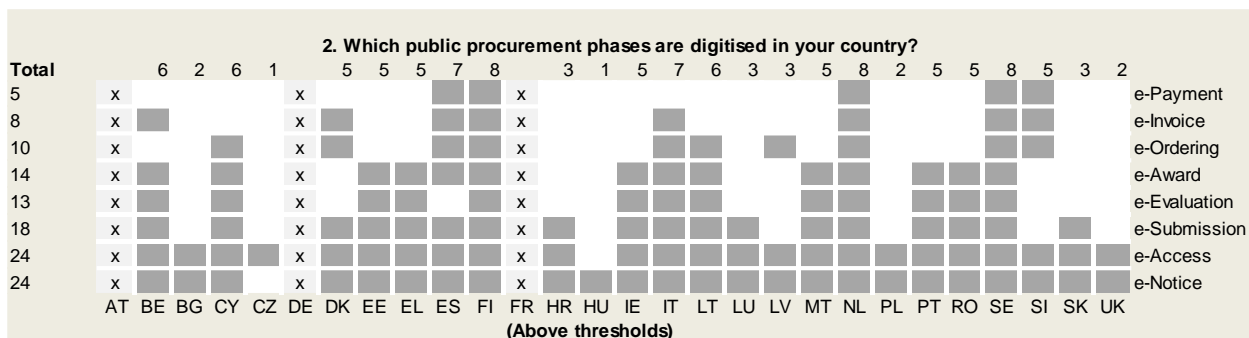 2. Which public procurement phases are digitised in your country?
Total 6 2 6 1 5 5 5 7 8 3 1 5 7 6 3 3 5 8 2 5 5 8 5 3 2
5 x x x e-Payment
8 x x x e-Invoice
10 x x x e-Ordering
14 x x x e-Award
13 x x x e-Evaluation
18 x x x e-Submission
24 x x x e-Access
24 x x x e-Notice
AT BE BG CY CZ DE DK EE EL ES FI FR HR HU IE IT LT LU LV MT NL PL PT RO SE SI SK UK
(Above thresholds)